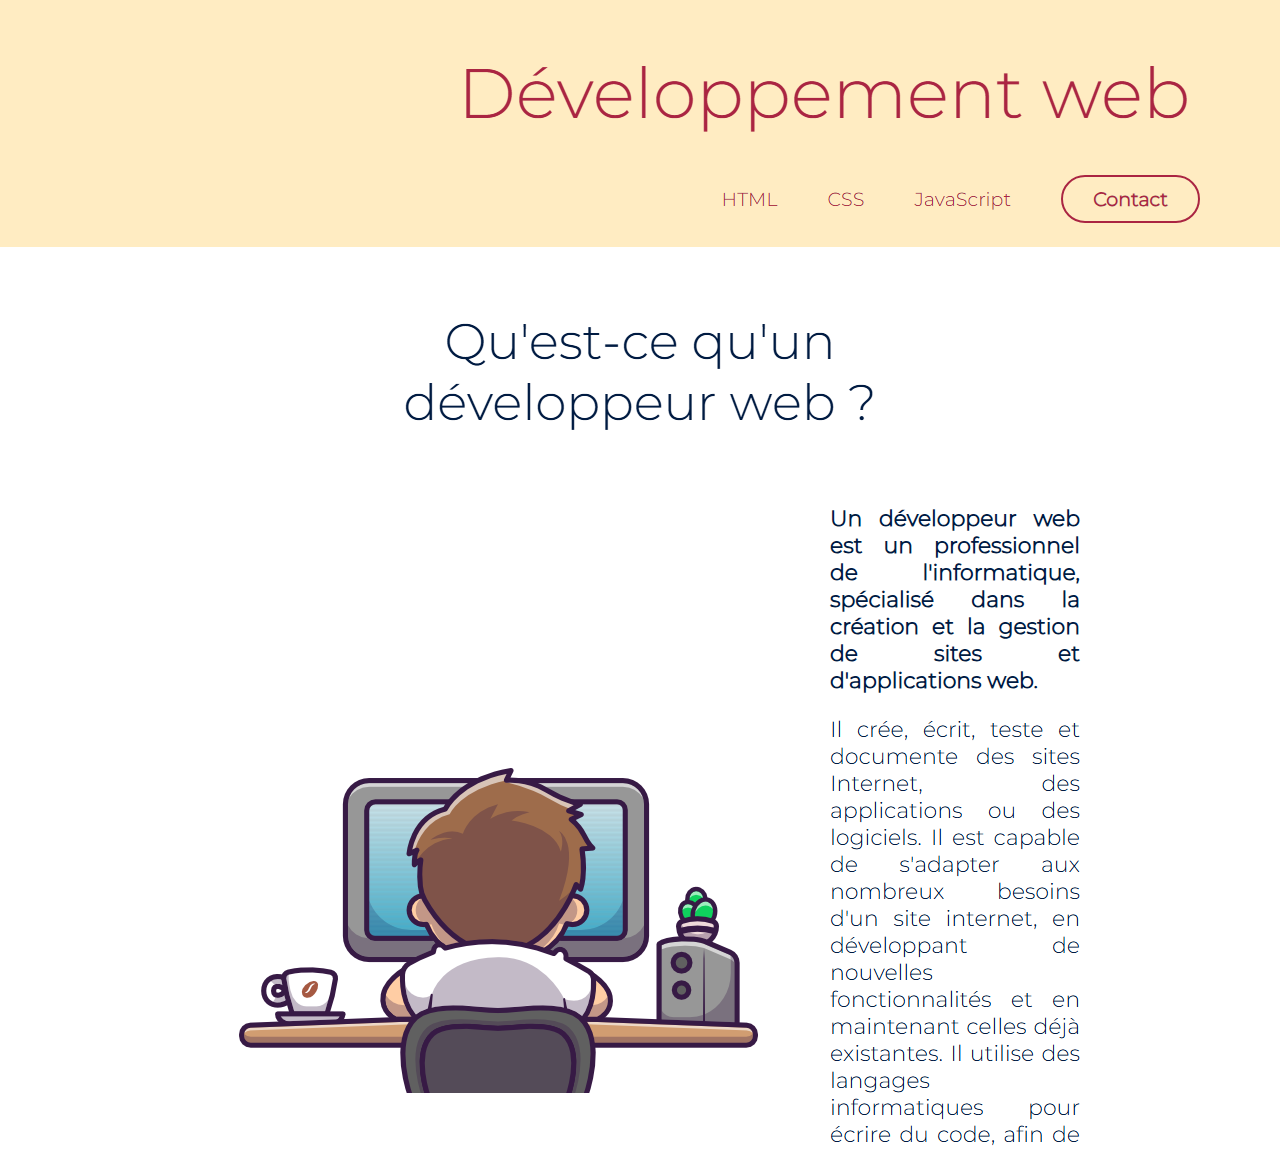 Développement web
HTML CSS JavaScript Contact
Qu'est-ce qu'un
développeur web ?
Un développeur web
est un professionnel
de l'informatique,
spécialisé dans la
création et la gestion
de sites et
d'applications web.
Il crée, écrit, teste et
documente des sites
Internet, des
applications ou des
logiciels. Il est capable
de s'adapter aux
nombreux besoins
d'un site internet, en
développant de
nouvelles
fonctionnalités et en
maintenant celles déjà
existantes. Il utilise des
langages
informatiques pour
écrire du code, afin de